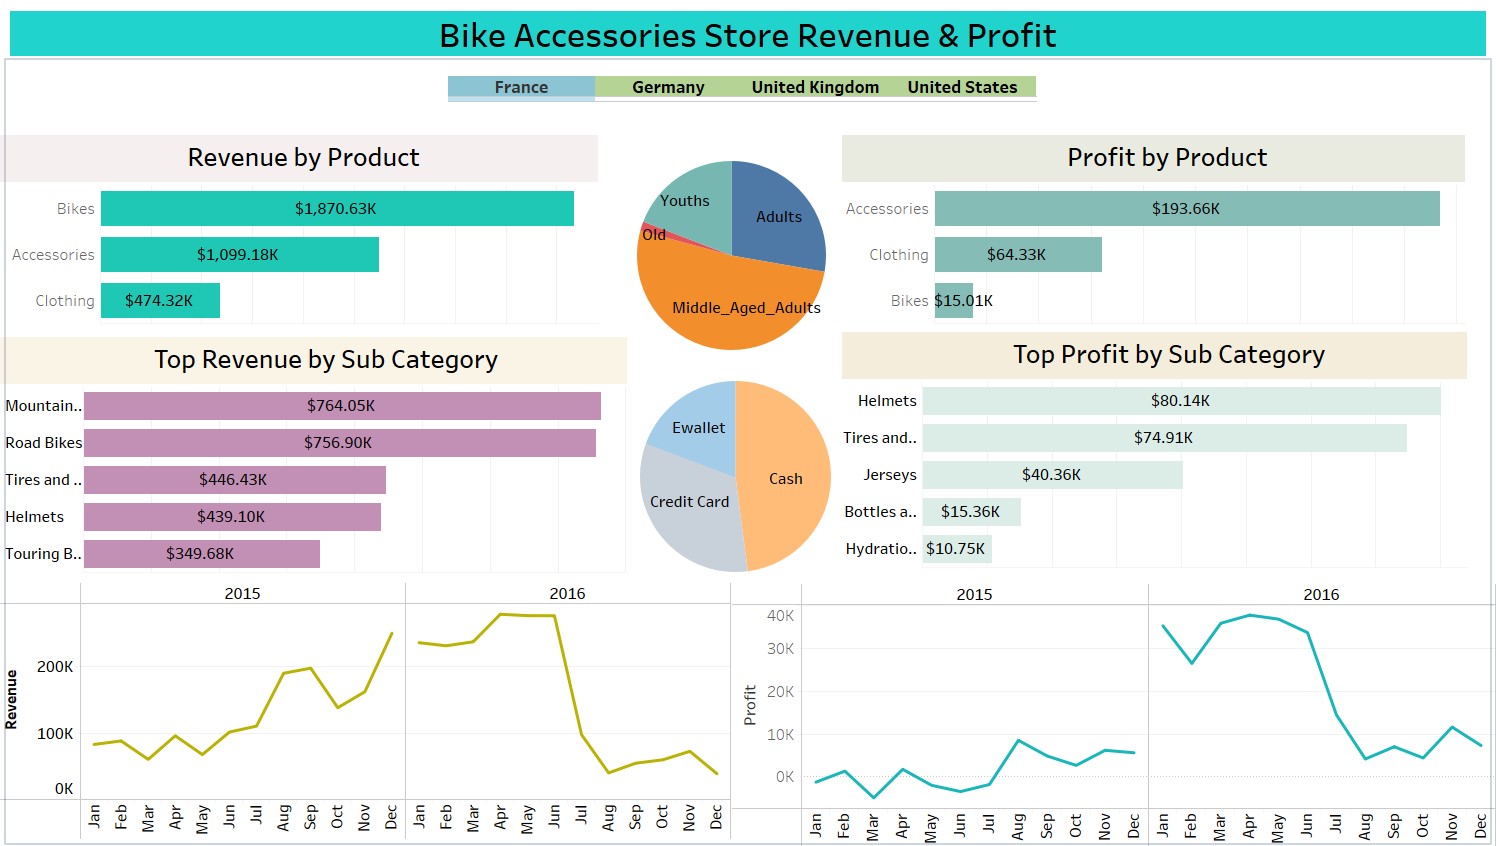 Bike Accessories Store Revenue & Profit
France Germany United Kingdom United States
Revenue by Product
Bikes $1,870.63K
Accessories $1,099.18K
Clothing $474.32K
Youths
Adults
Old
Middle_Aged_Adults
Profit by Product
Accessories $193.66K
Clothing $64.33K
Bikes $15.01K
Top Revenue by Sub Category
Mountain.. $764.05K
Road Bikes $756.90K
Tires and .. $446.43K
Helmets $439.10K
Touring B.. $349.68K
Ewallet
Cash
Credit Card
Top Profit by Sub Category
Helmets $80.14K
Tires and.. $74.91K
Jerseys $40.36K
Bottles a.. $15.36K
Hydratio.. $10.75K
2015 2016
Revenue
200K
100K
0K
Jan Feb Mar Apr May Jun Jul Aug Sep Oct Nov Dec Jan Feb Mar Apr May Jun Jul Aug Sep Oct Nov Dec
2015 2016
Profit
40K
30K
20K
10K
0K
Jan Feb Mar Apr May Jun Jul Aug Sep Oct Nov Dec Jan Feb Mar Apr May Jun Jul Aug Sep Oct Nov Dec